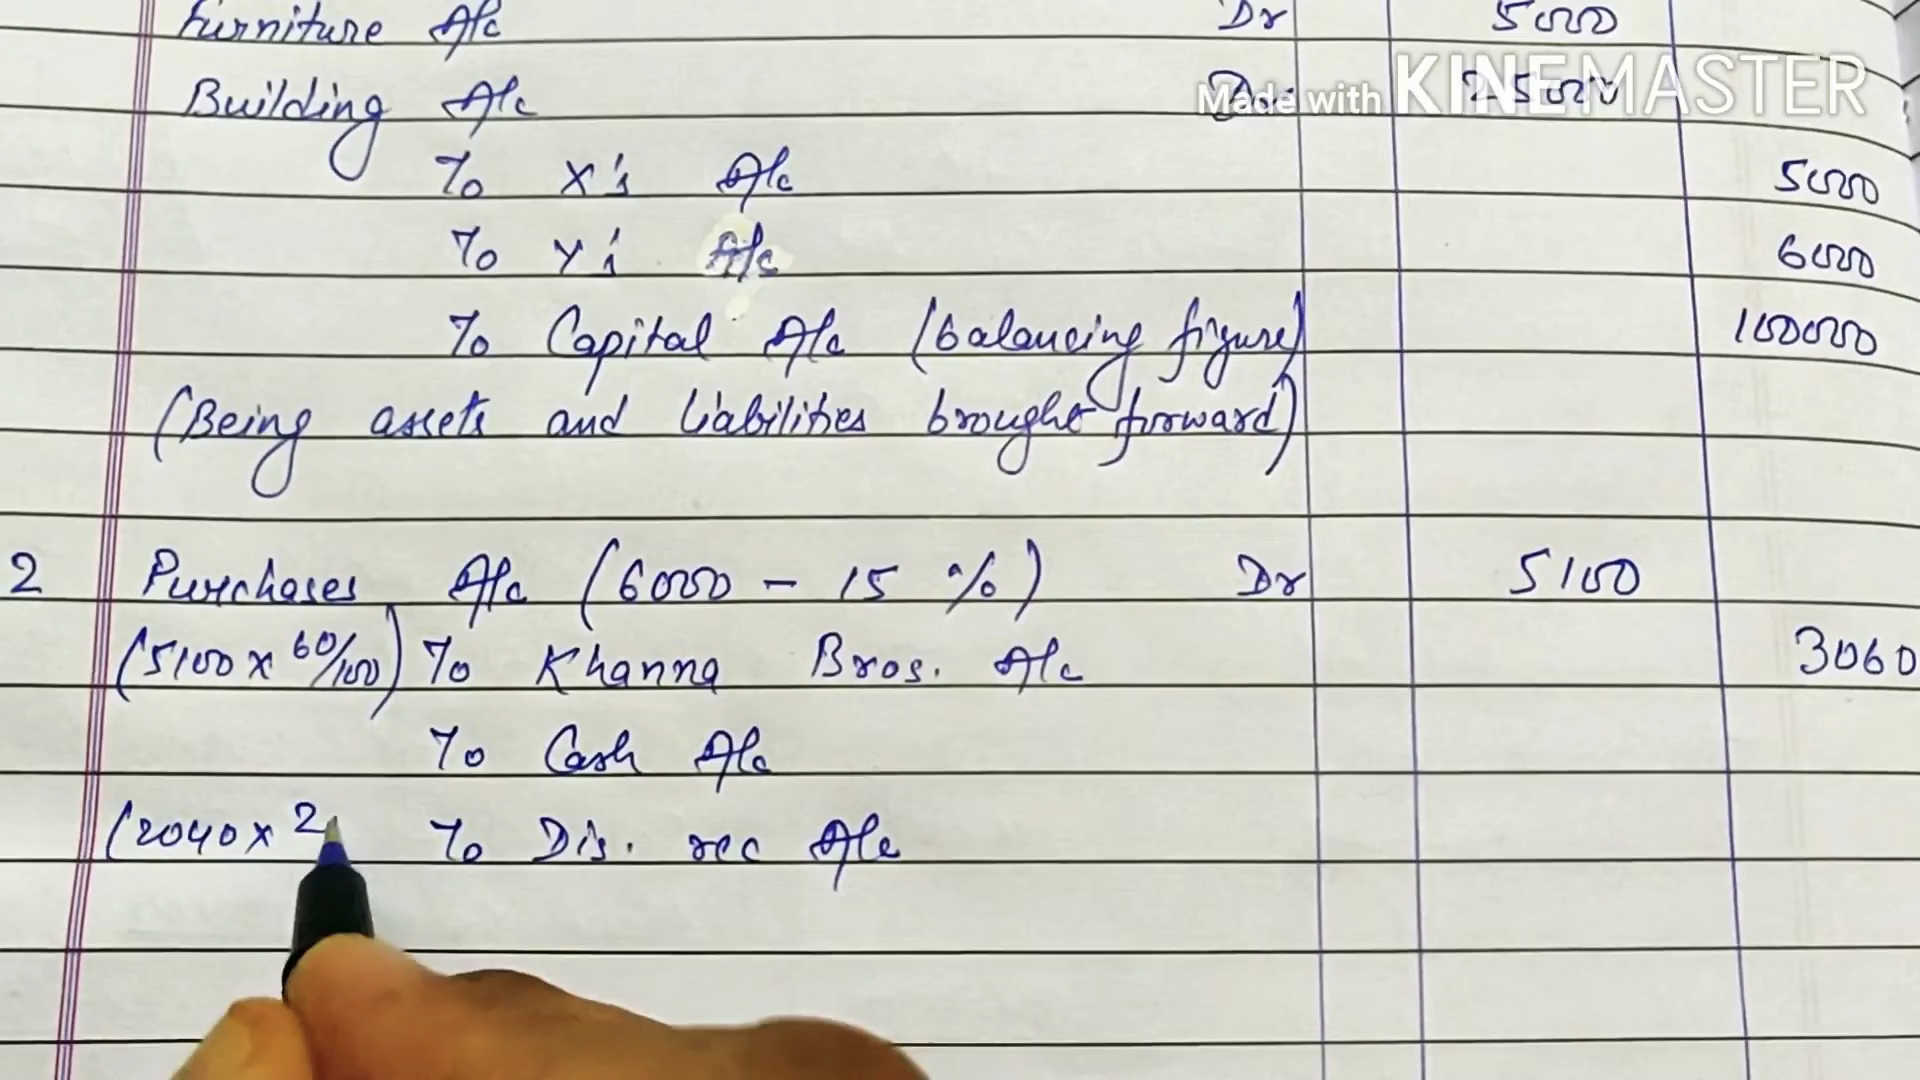 Furniture A/c Dr 5000
Building A/c Dr 25000
Made with KINEMASTER
To X's A/c 5000
To Y's A/c 6000
To Capital A/c (balancing figure) 100000
(Being assets and liabilities brought forward)
2 Purchases A/c (6000 - 15 %) Dr 5100
(5100 x 60/100) To Khanna Bros. A/c 3060
To Cash A/c
(2040 x 2 To Dis. rec A/c